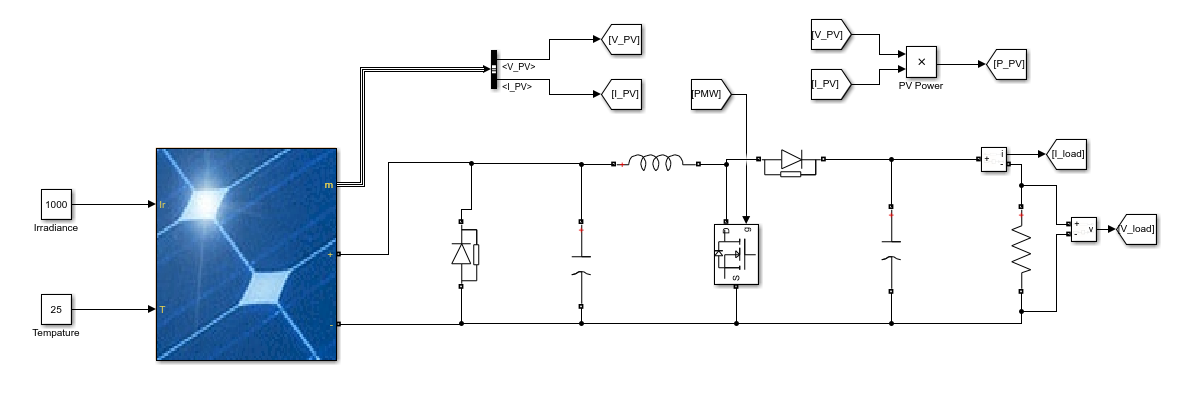 [V_PV]
<V_PV>
[I_PV]
<I_PV>
[PMW]
[V_PV]
[I_PV]
×
PV Power
[P_PV]
1000
Irradiance
25
Tempature
Ir
T
m
+
-
+
+
D
g
S
+
+
i
-
[I_load]
+
+
-
v
[V_load]